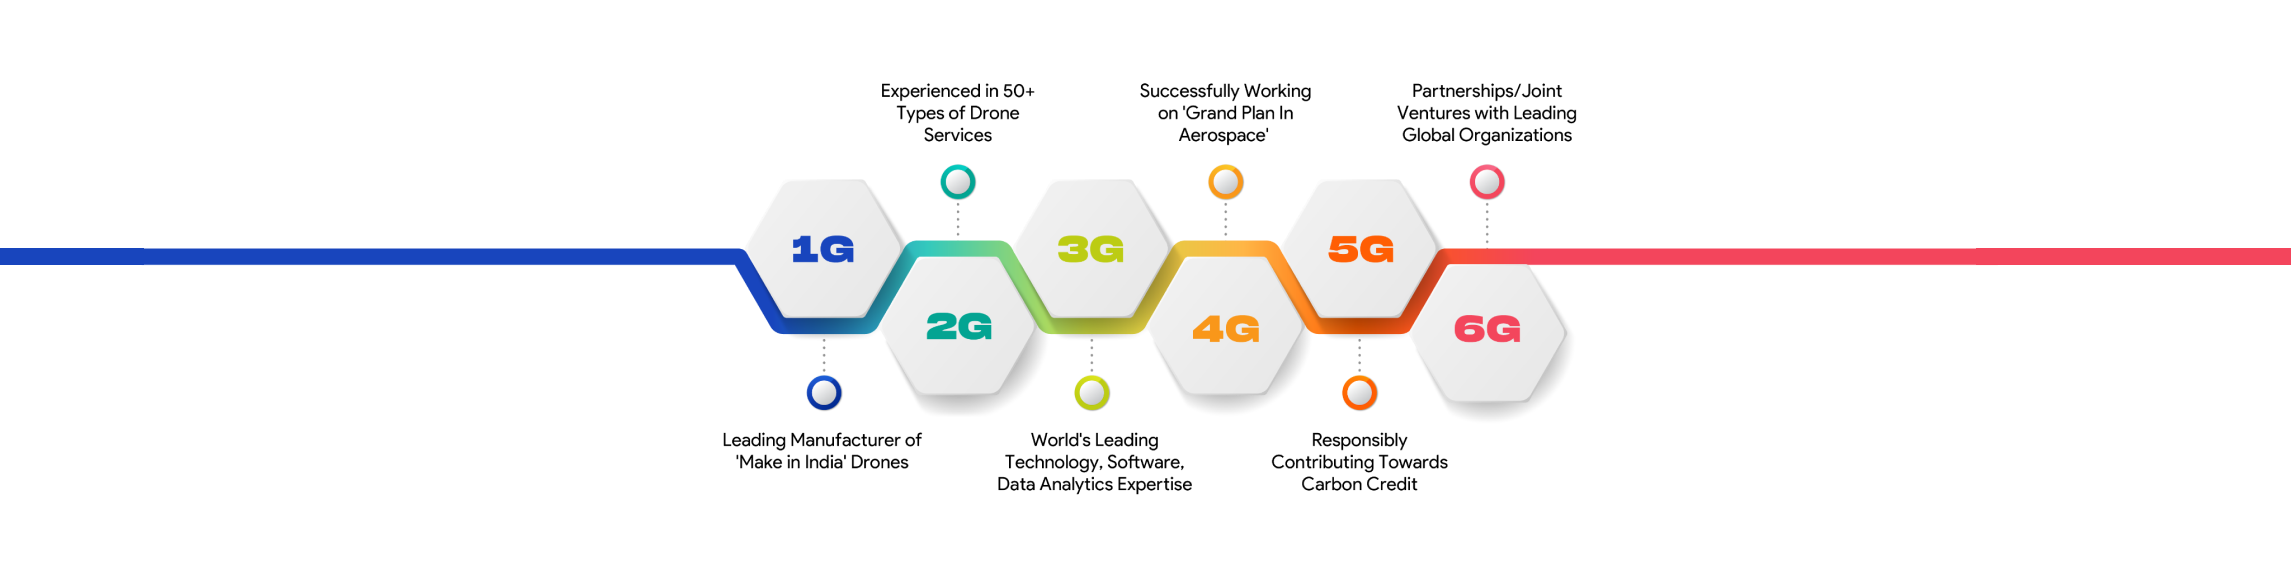 Experienced in 50+
Types of Drone
Services
Successfully Working
on 'Grand Plan In
Aerospace'
Partnerships/Joint
Ventures with Leading
Global Organizations
1G
2G
3G
4G
5G
6G
Leading Manufacturer of
'Make in India' Drones
World's Leading
Technology, Software,
Data Analytics Expertise
Responsibly
Contributing Towards
Carbon Credit